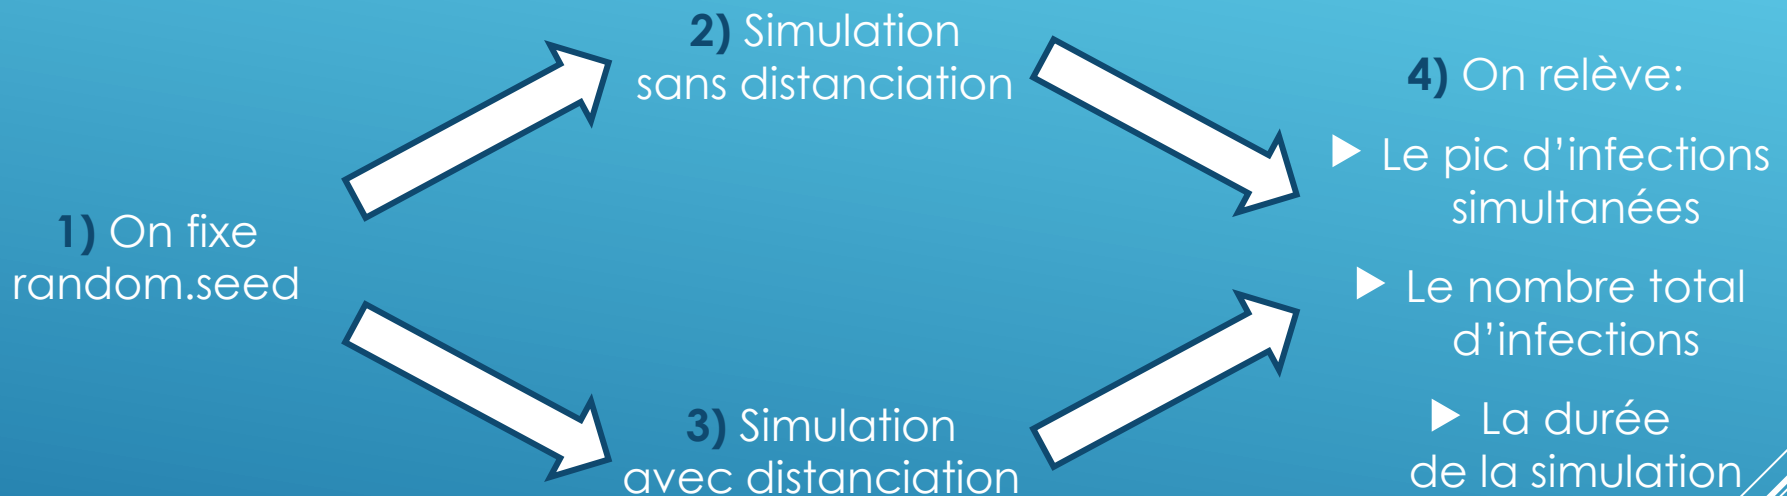 1) On fixe
random.seed
2) Simulation
sans distanciation
3) Simulation
avec distanciation
4) On relève:
Le pic d’infections
simultanées
Le nombre total
d’infections
La durée
de la simulation